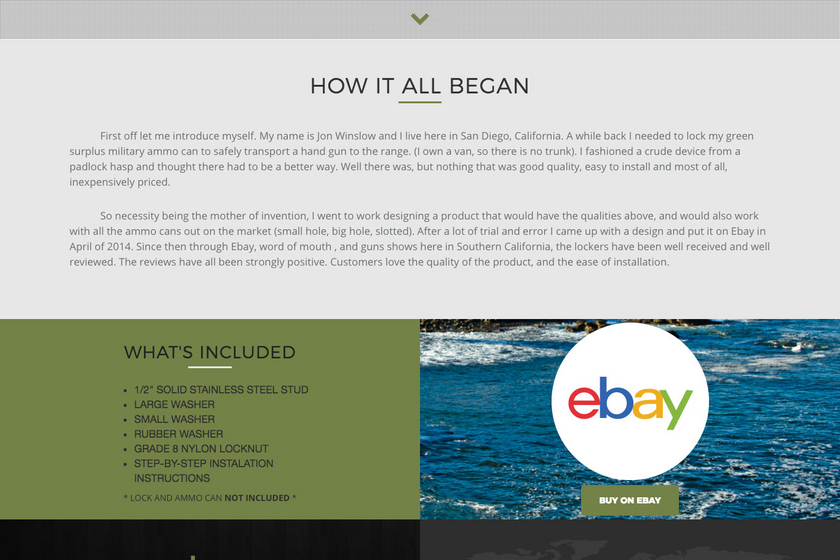 HOW IT ALL BEGAN
First off let me introduce myself. My name is Jon Winslow and I live here in San Diego, California. A while back I needed to lock my green
surplus military ammo can to safely transport a hand gun to the range. (I own a van, so there is no trunk). I fashioned a crude device from a
padlock hasp and thought there had to be a better way. Well there was, but nothing that was good quality, easy to install and most of all,
inexpensively priced.
So necessity being the mother of invention, I went to work designing a product that would have the qualities above, and would also work
with all the ammo cans out on the market (small hole, big hole, slotted). After a lot of trial and error I came up with a design and put it on Ebay in
April of 2014. Since then through Ebay, word of mouth , and guns shows here in Southern California, the lockers have been well received and well
reviewed. The reviews have all been strongly positive. Customers love the quality of the product, and the ease of installation.
WHAT'S INCLUDED
• 1/2" SOLID STAINLESS STEEL STUD
• LARGE WASHER
• SMALL WASHER
• RUBBER WASHER
• GRADE 8 NYLON LOCKNUT
• STEP-BY-STEP INSTALATION
INSTRUCTIONS
* LOCK AND AMMO CAN NOT INCLUDED *
ebay
BUY ON EBAY